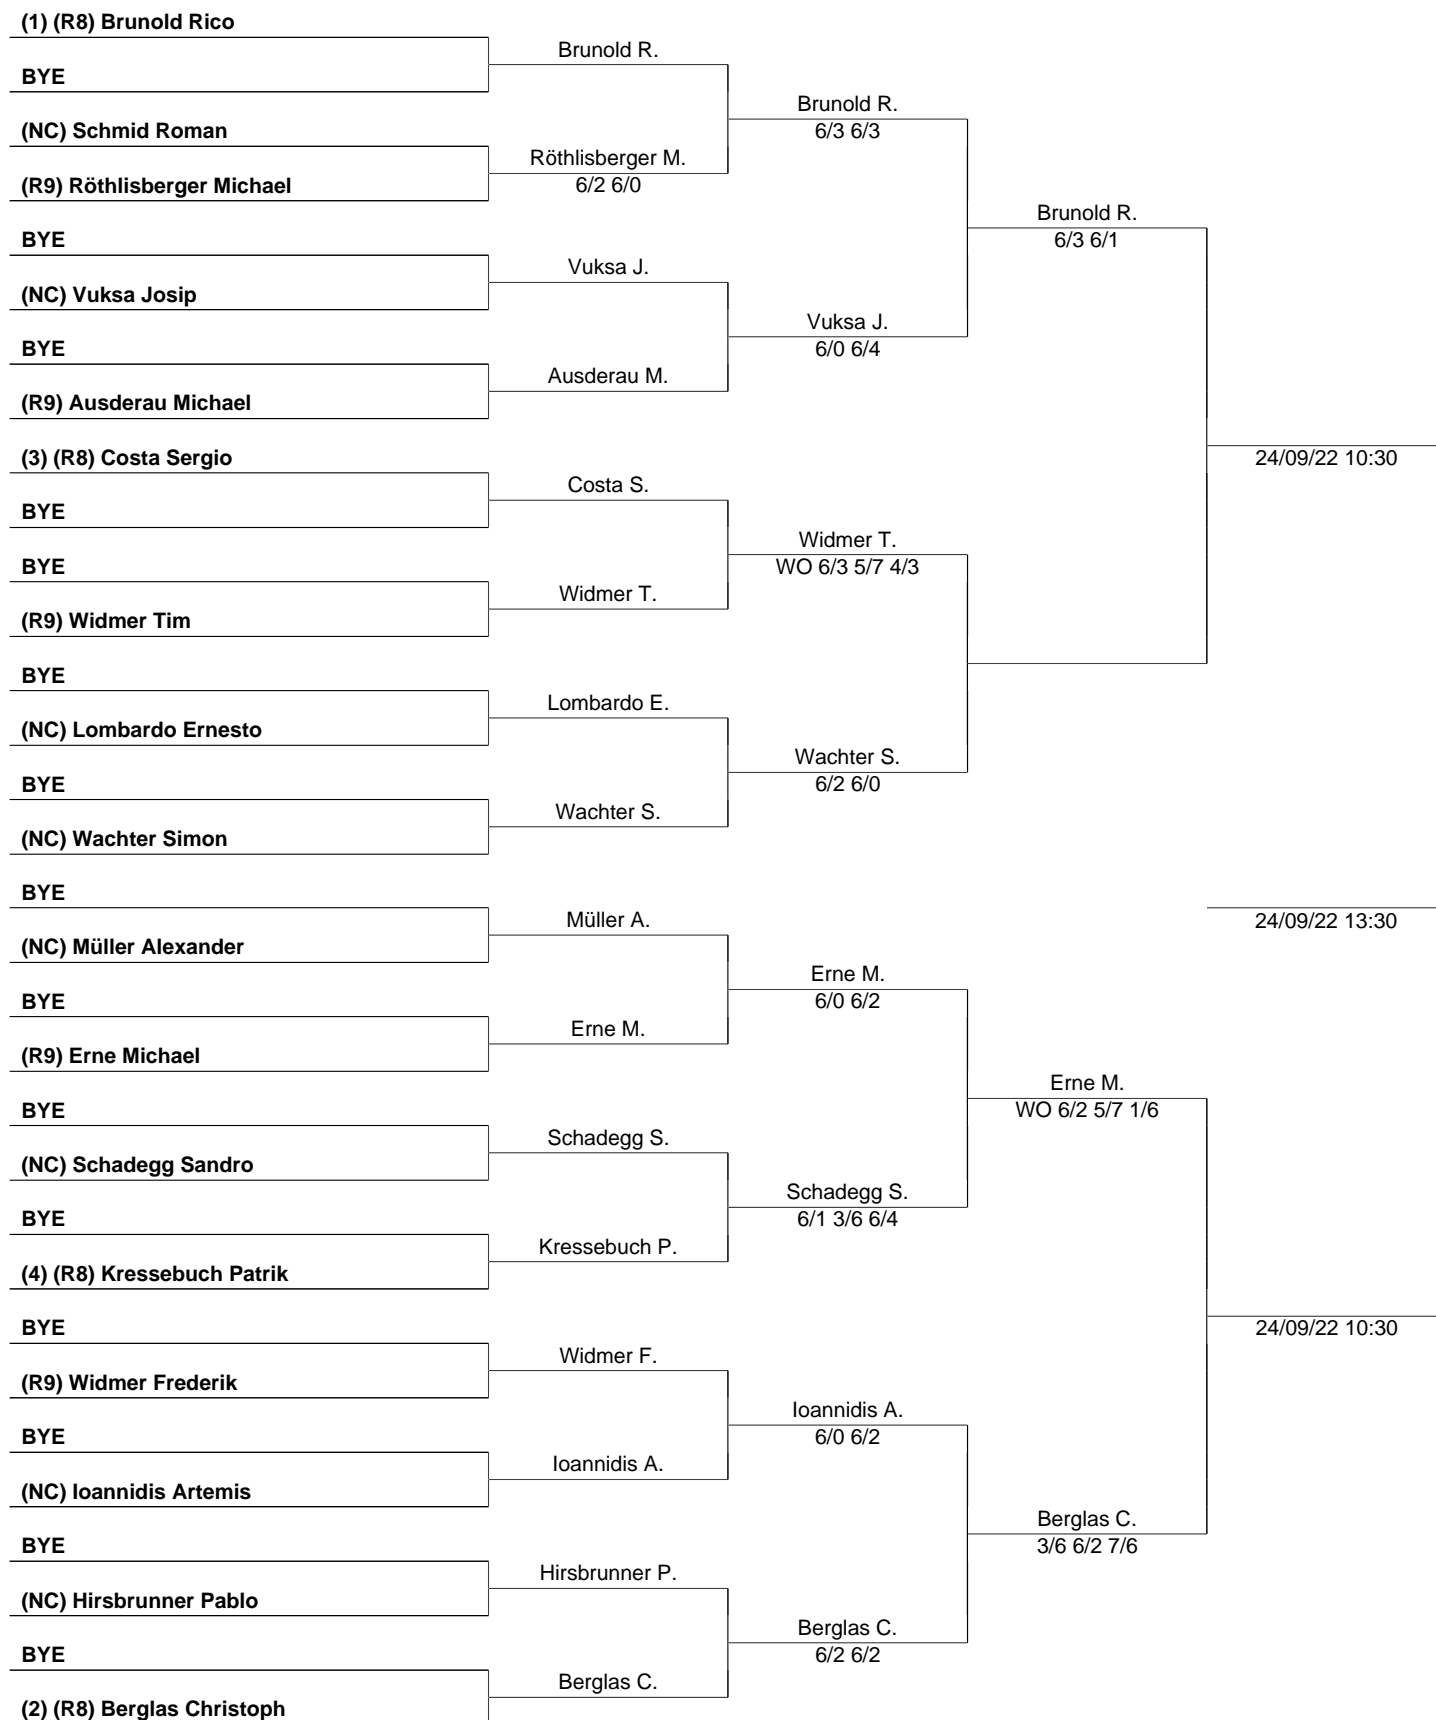 (1) (R8) Brunold Rico
Brunold R.
BYE
Brunold R.
(NC) Schmid Roman
6/3 6/3
Röthlisberger M.
(R9) Röthlisberger Michael
6/2 6/0
Brunold R.
BYE
6/3 6/1
Vuksa J.
(NC) Vuksa Josip
Vuksa J.
BYE
6/0 6/4
Ausderau M.
(R9) Ausderau Michael
(3) (R8) Costa Sergio
24/09/22 10:30
Costa S.
BYE
Widmer T.
BYE
WO 6/3 5/7 4/3
Widmer T.
(R9) Widmer Tim
BYE
Lombardo E.
(NC) Lombardo Ernesto
Wachter S.
BYE
6/2 6/0
Wachter S.
(NC) Wachter Simon
BYE
Müller A.
24/09/22 13:30
(NC) Müller Alexander
Erne M.
BYE
6/0 6/2
Erne M.
(R9) Erne Michael
Erne M.
BYE
WO 6/2 5/7 1/6
Schadegg S.
(NC) Schadegg Sandro
Schadegg S.
BYE
6/1 3/6 6/4
Kressebuch P.
(4) (R8) Kressebuch Patrik
BYE
24/09/22 10:30
Widmer F.
(R9) Widmer Frederik
Ioannidis A.
BYE
6/0 6/2
Ioannidis A.
(NC) Ioannidis Artemis
Berglas C.
BYE
3/6 6/2 7/6
Hirsbrunner P.
(NC) Hirsbrunner Pablo
Berglas C.
BYE
6/2 6/2
Berglas C.
(2) (R8) Berglas Christoph